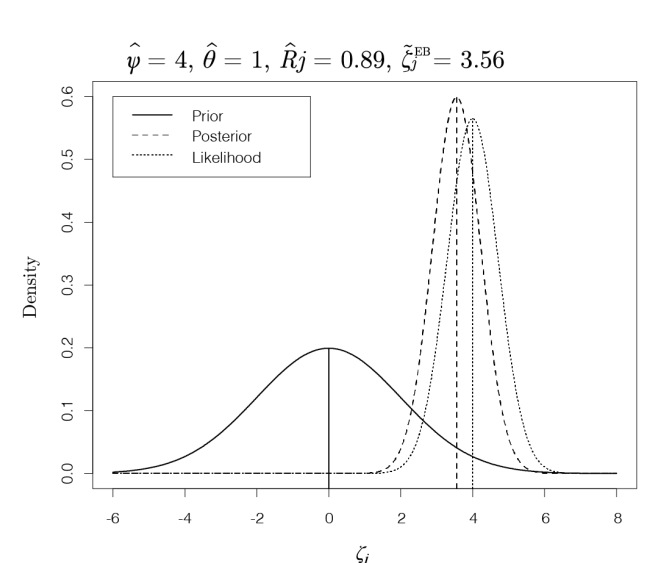 ψ̂ = 4, θ̂ = 1, R̂j = 0.89, ζ̃ⱼᴱᴮ = 3.56
Prior
Posterior
Likelihood
Density
0.6
0.5
0.4
0.3
0.2
0.1
0.0
-6 -4 -2 0 2 4 6 8
ζⱼ